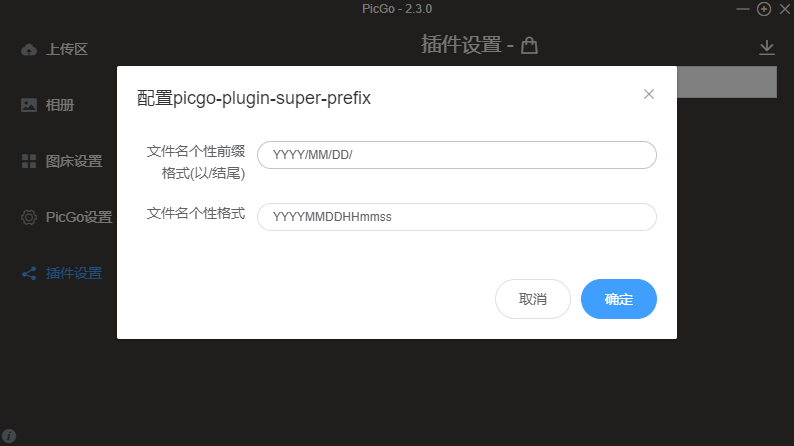 PicGo - 2.3.0
上传区
插件设置 -
相册
图床设置
PicGo设置
插件设置
配置picgo-plugin-super-prefix
文件名个性前缀
格式(以/结尾)
YYYY/MM/DD/
文件名个性格式
YYYYMMDDHHmmss
取消
确定